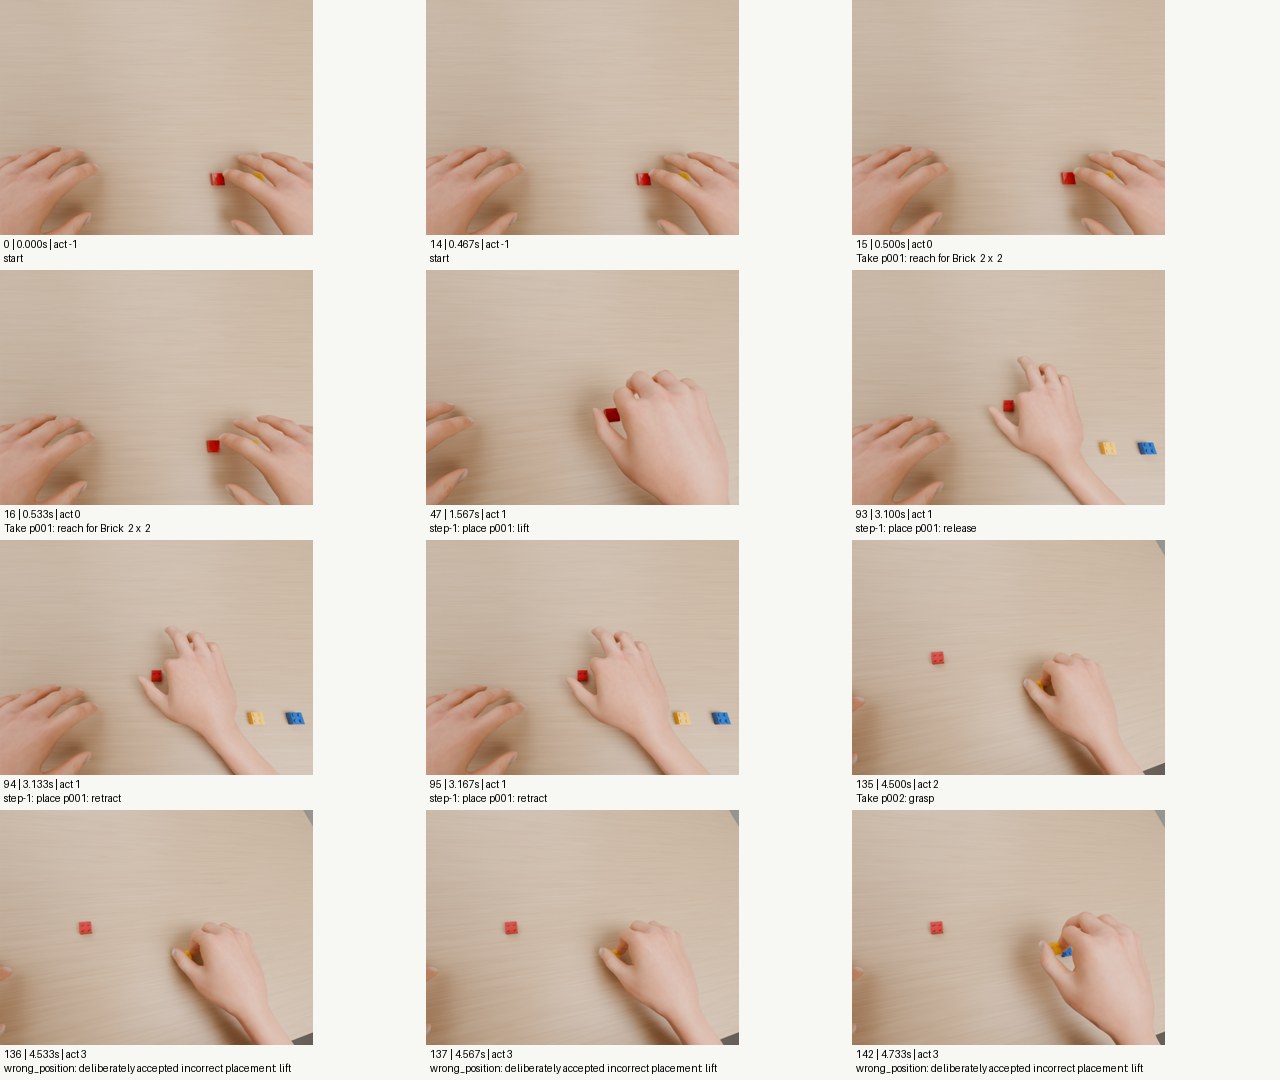 0 | 0.000s | act -1
start
14 | 0.467s | act -1
start
15 | 0.500s | act 0
Take p001: reach for Brick 2 x 2
16 | 0.533s | act 0
Take p001: reach for Brick 2 x 2
47 | 1.567s | act 1
step-1: place p001: lift
93 | 3.100s | act 1
step-1: place p001: release
94 | 3.133s | act 1
step-1: place p001: retract
95 | 3.167s | act 1
step-1: place p001: retract
135 | 4.500s | act 2
Take p002: grasp
136 | 4.533s | act 3
wrong_position: deliberately accepted incorrect placement: lift
137 | 4.567s | act 3
wrong_position: deliberately accepted incorrect placement: lift
142 | 4.733s | act 3
wrong_position: deliberately accepted incorrect placement: lift